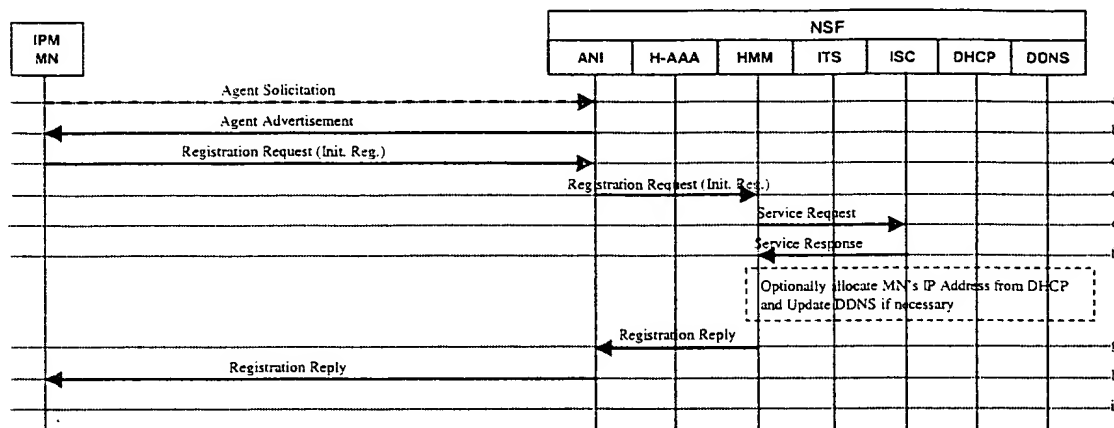 IPM
MN
NSF
ANI H-AAA HMM ITS ISC DHCP DDNS
Agent Solicitation
Agent Advertisement
Registration Request (Init. Reg.)
Registration Request (Init. Reg.)
Service Request
Service Response
Optionally allocate MN's IP Address from DHCP
and Update DDNS if necessary
Registration Reply
Registration Reply